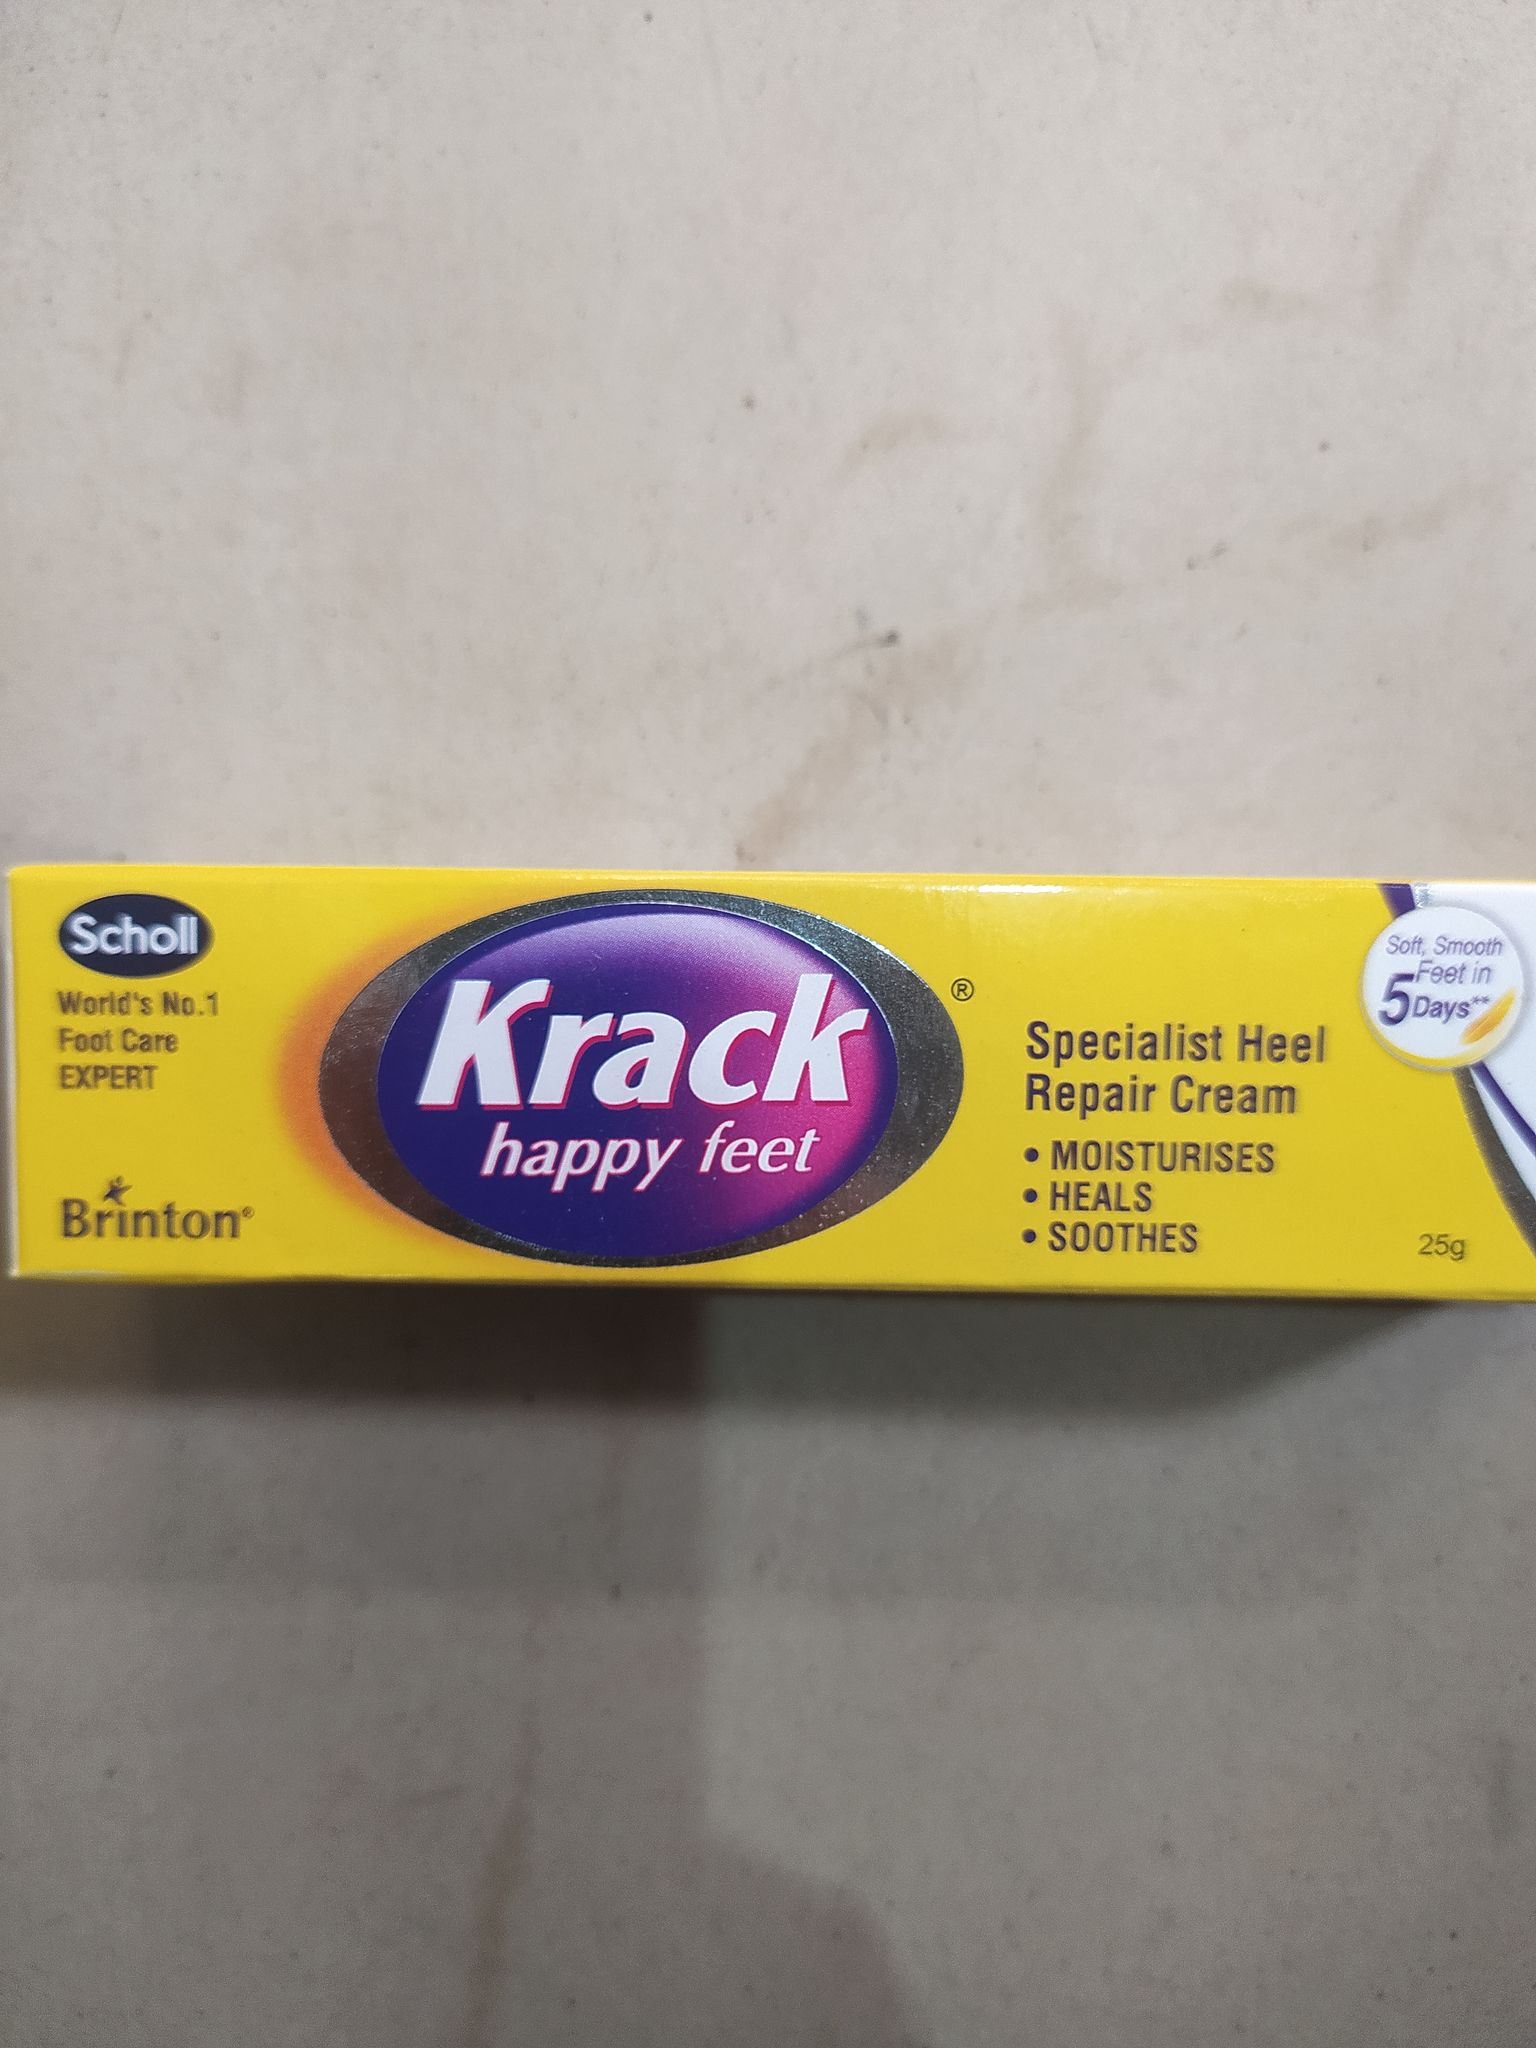 Scholl
World's No.1
Foot Care
EXPERT
Brinton®
Krack
happy feet
®
Specialist Heel
Repair Cream
• MOISTURISES
• HEALS
• SOOTHES
Soft, Smooth
Feet in
5 Days**
25g